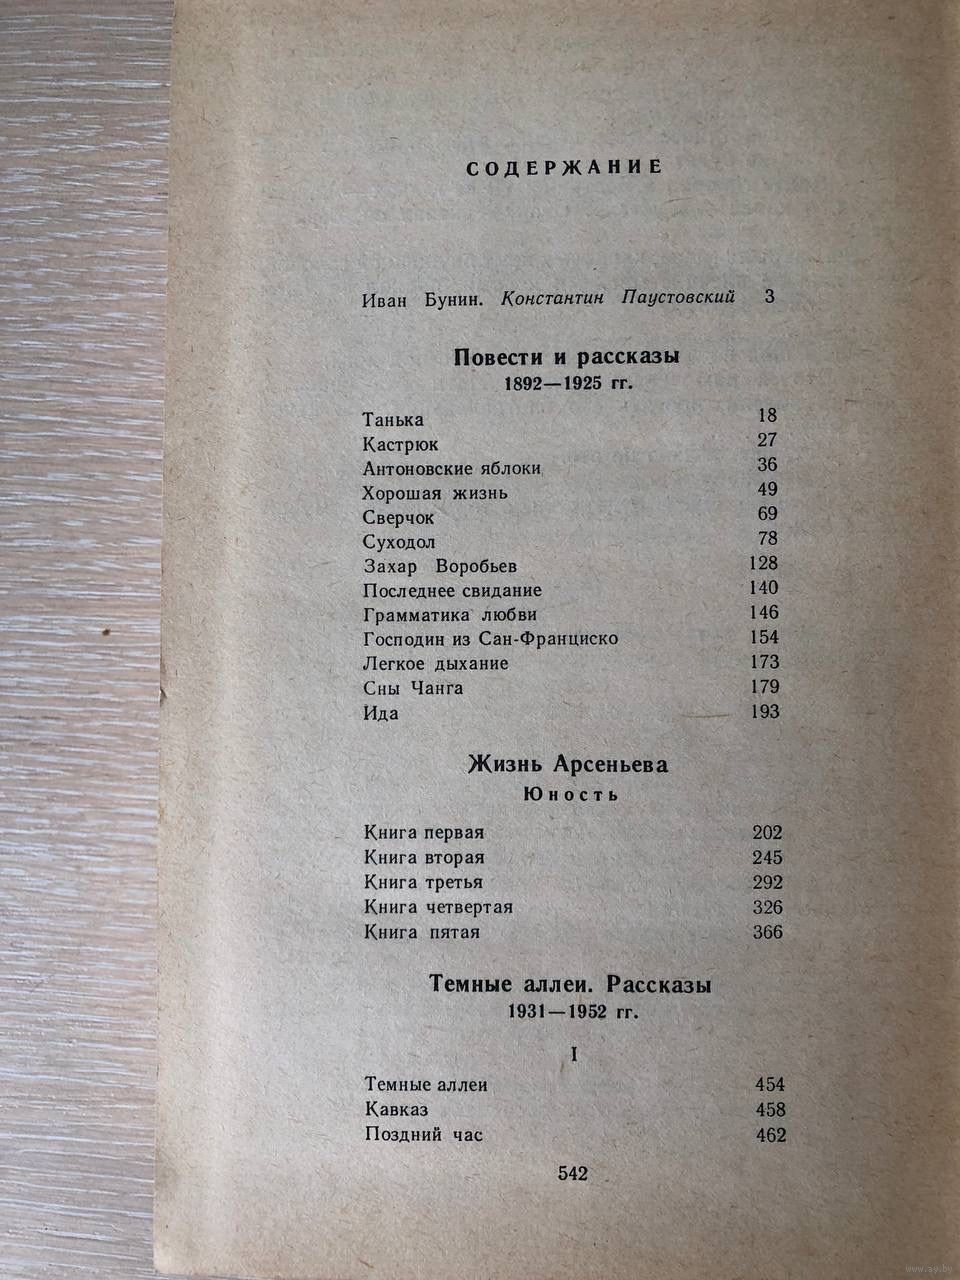 СОДЕРЖАНИЕ
Иван Бунин. Константин Паустовский 3
Повести и рассказы
1892—1925 гг.
Танька 18
Кастрюк 27
Антоновские яблоки 36
Хорошая жизнь 49
Сверчок 69
Суходол 78
Захар Воробьев 128
Последнее свидание 140
Грамматика любви 146
Господин из Сан-Франциско 154
Легкое дыхание 173
Сны Чанга 179
Ида 193
Жизнь Арсеньева
Юность
Книга первая 202
Книга вторая 245
Книга третья 292
Книга четвертая 326
Книга пятая 366
Темные аллеи. Рассказы
1931—1952 гг.
I
Темные аллеи 454
Кавказ 458
Поздний час 462
542
www.ay.by